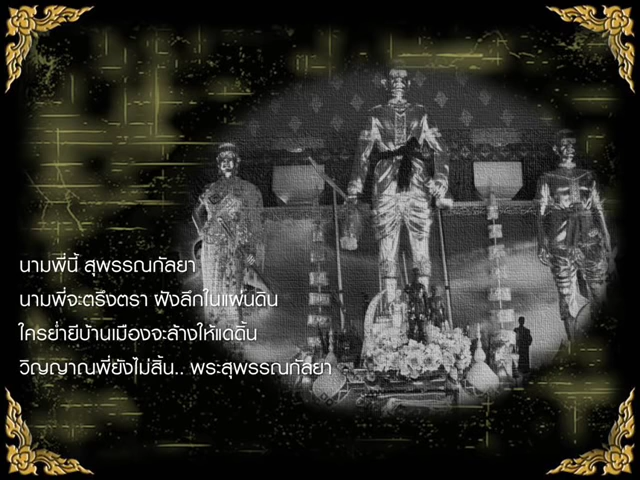 นามพี่นี้ สุพรรณกัลยา
นามพี่จะตรึงตรา ฝังลึกในแผ่นดิน
ใครย่ำยีบ้านเมืองจะล้างให้แดดิ้น
วิญญาณพี่ยังไม่สิ้น.. พระสุพรรณกัลยา